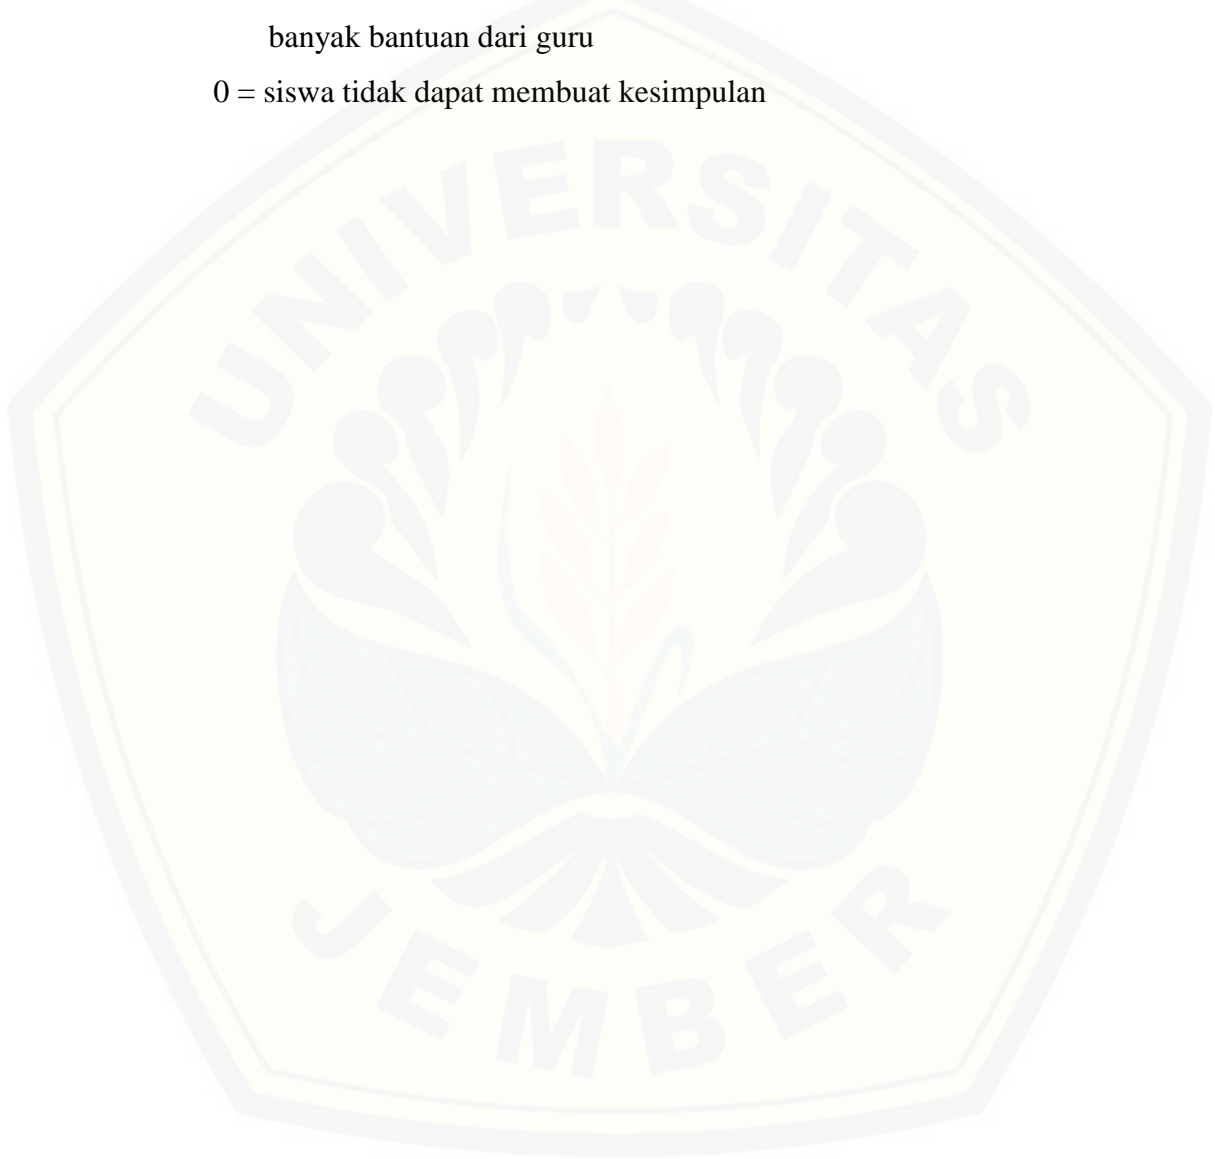 banyak bantuan dari guru
0 = siswa tidak dapat membuat kesimpulan
UNIVERSITAS
JEMBER